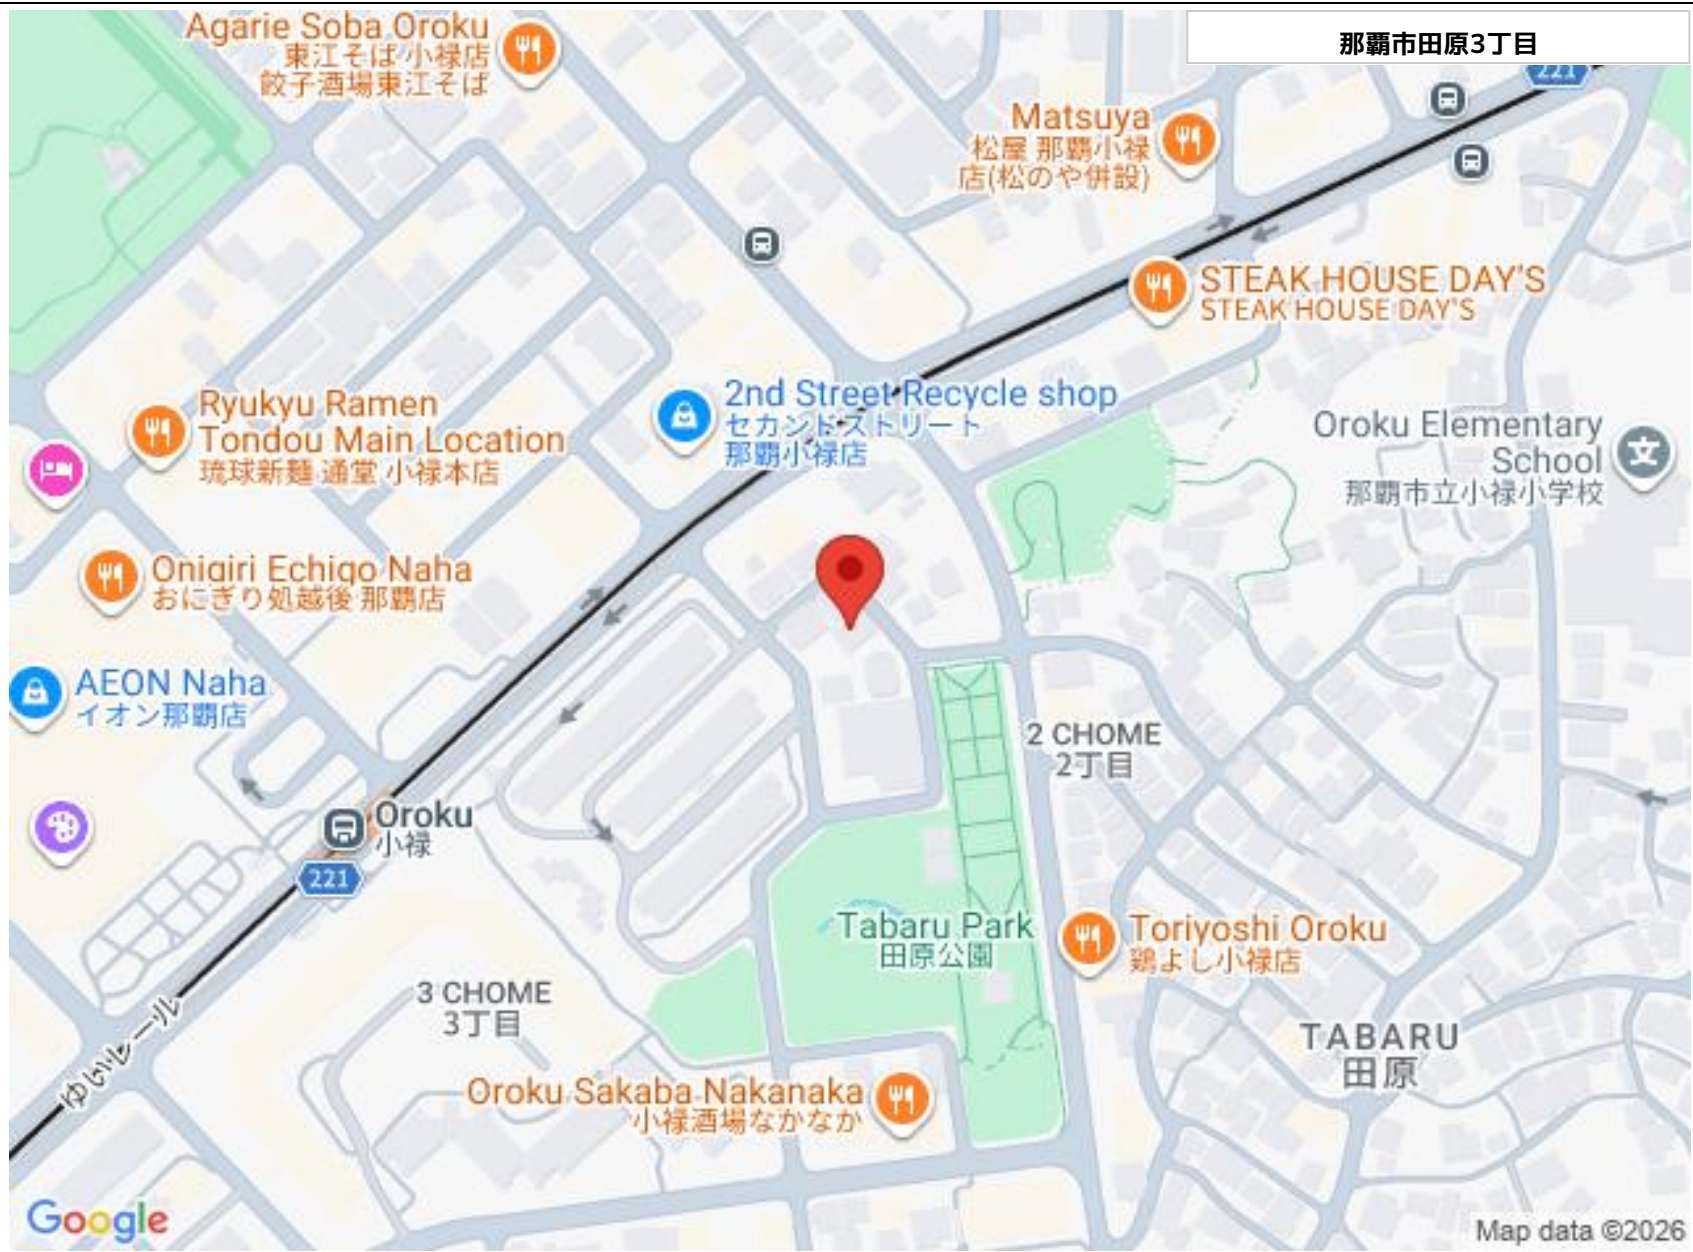 那覇市田原3丁目
Agarie Soba Oroku
東江そば 小禄店
餃子酒場東江そば
221
Matsuya
松屋 那覇小禄
店(松のや併設)
STEAK HOUSE DAY'S
STEAK HOUSE DAY'S
2nd Street Recycle shop
セカンドストリート
那覇小禄店
Ryukyu Ramen
Tondou Main Location
琉球新麺 通堂 小禄本店
Oroku Elementary
School
那覇市立小禄小学校
文
Onigiri Echigo Naha
おにぎり処越後 那覇店
AEON Naha
イオン那覇店
2 CHOME
2丁目
Oroku
小禄
221
Tabaru Park
田原公園
Toriyoshi Oroku
鶏よし小禄店
3 CHOME
3丁目
ゆいレール
TABARU
田原
Oroku Sakaba Nakanaka
小禄酒場なかなか
Google
Map data ©2026